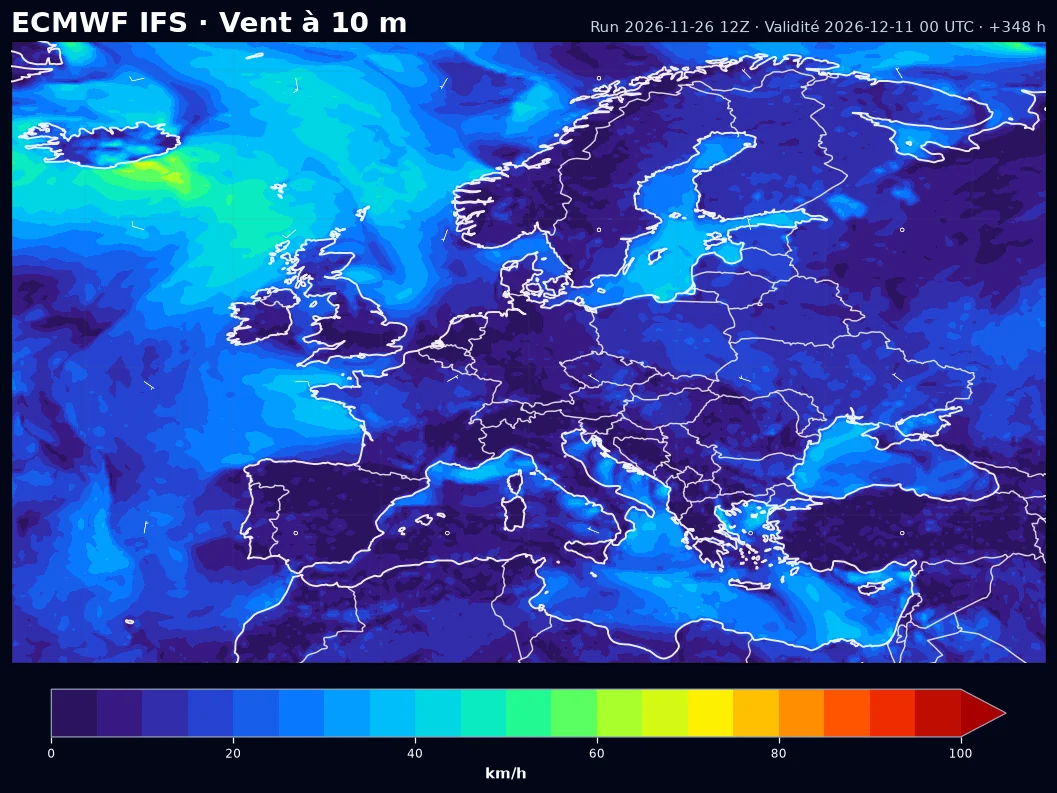 ECMWF IFS · Vent à 10 m
Run 2026-11-26 12Z · Validité 2026-12-11 00 UTC · +348 h
0 20 40 60 80 100
km/h